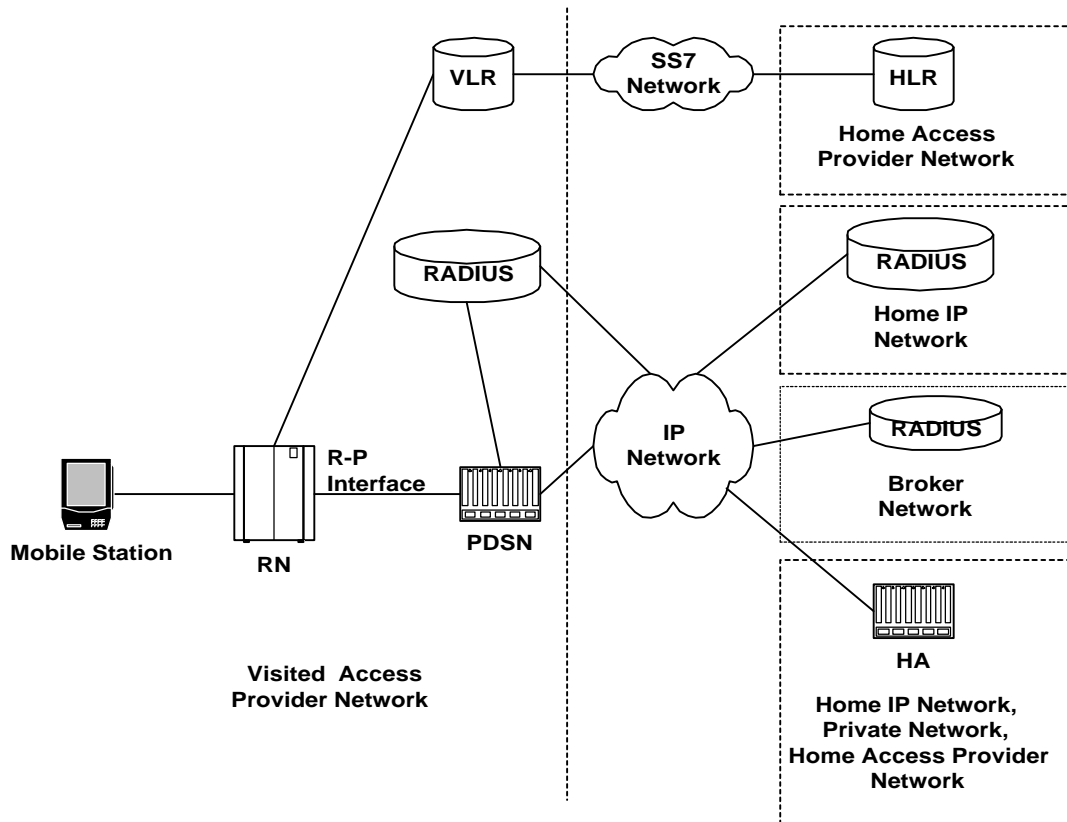 VLR
SS7
Network
HLR
Home Access
Provider Network
RADIUS
RADIUS
Home IP
Network
IP
Network
RADIUS
Broker
Network
R-P
Interface
Mobile Station
RN
PDSN
HA
Visited Access
Provider Network
Home IP Network,
Private Network,
Home Access Provider
Network